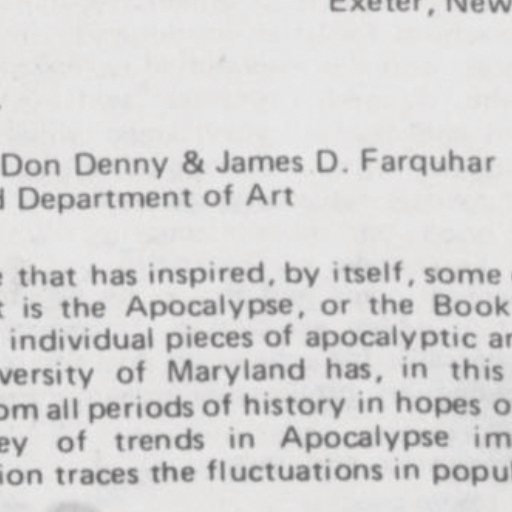 Exeter, New
Don Denny & James D. Farquhar
Department of Art
that has inspired, by itself, some
is the Apocalypse, or the Book
individual pieces of apocalyptic
versity of Maryland has, in this
om all periods of history in hopes
ey of trends in Apocalypse im
ion traces the fluctuations in popul